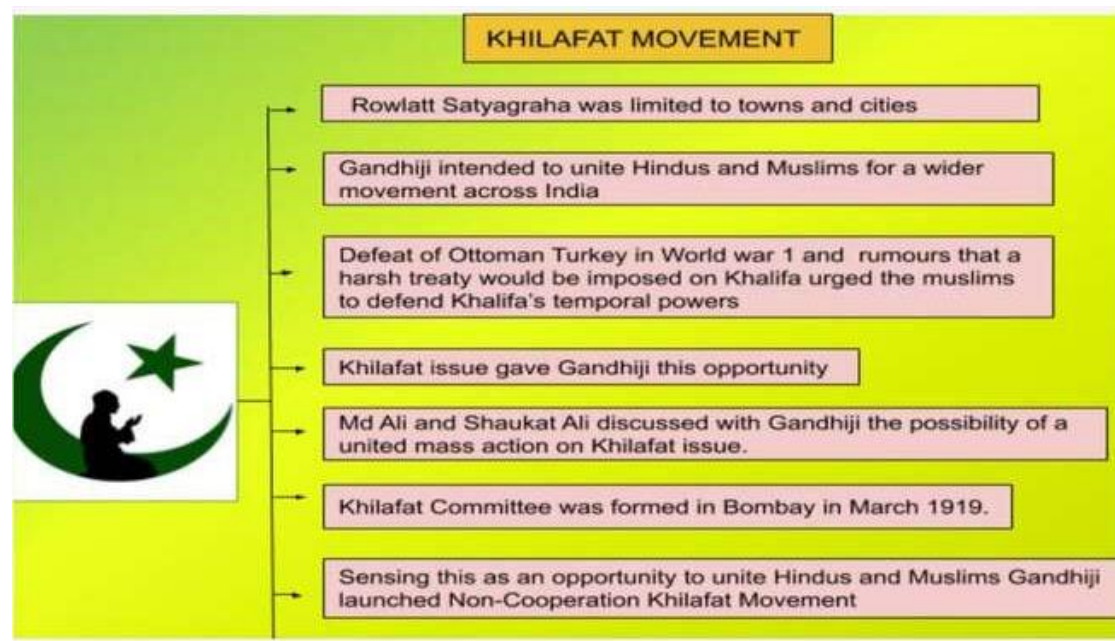 KHILAFAT MOVEMENT
Rowlatt Satyagraha was limited to towns and cities
Gandhiji intended to unite Hindus and Muslims for a wider
movement across India
Defeat of Ottoman Turkey in World war 1 and rumours that a
harsh treaty would be imposed on Khalifa urged the muslims
to defend Khalifa's temporal powers
Khilafat issue gave Gandhiji this opportunity
Md Ali and Shaukat Ali discussed with Gandhiji the possibility of a
united mass action on Khilafat issue.
Khilafat Committee was formed in Bombay in March 1919.
Sensing this as an opportunity to unite Hindus and Muslims Gandhiji
launched Non-Cooperation Khilafat Movement